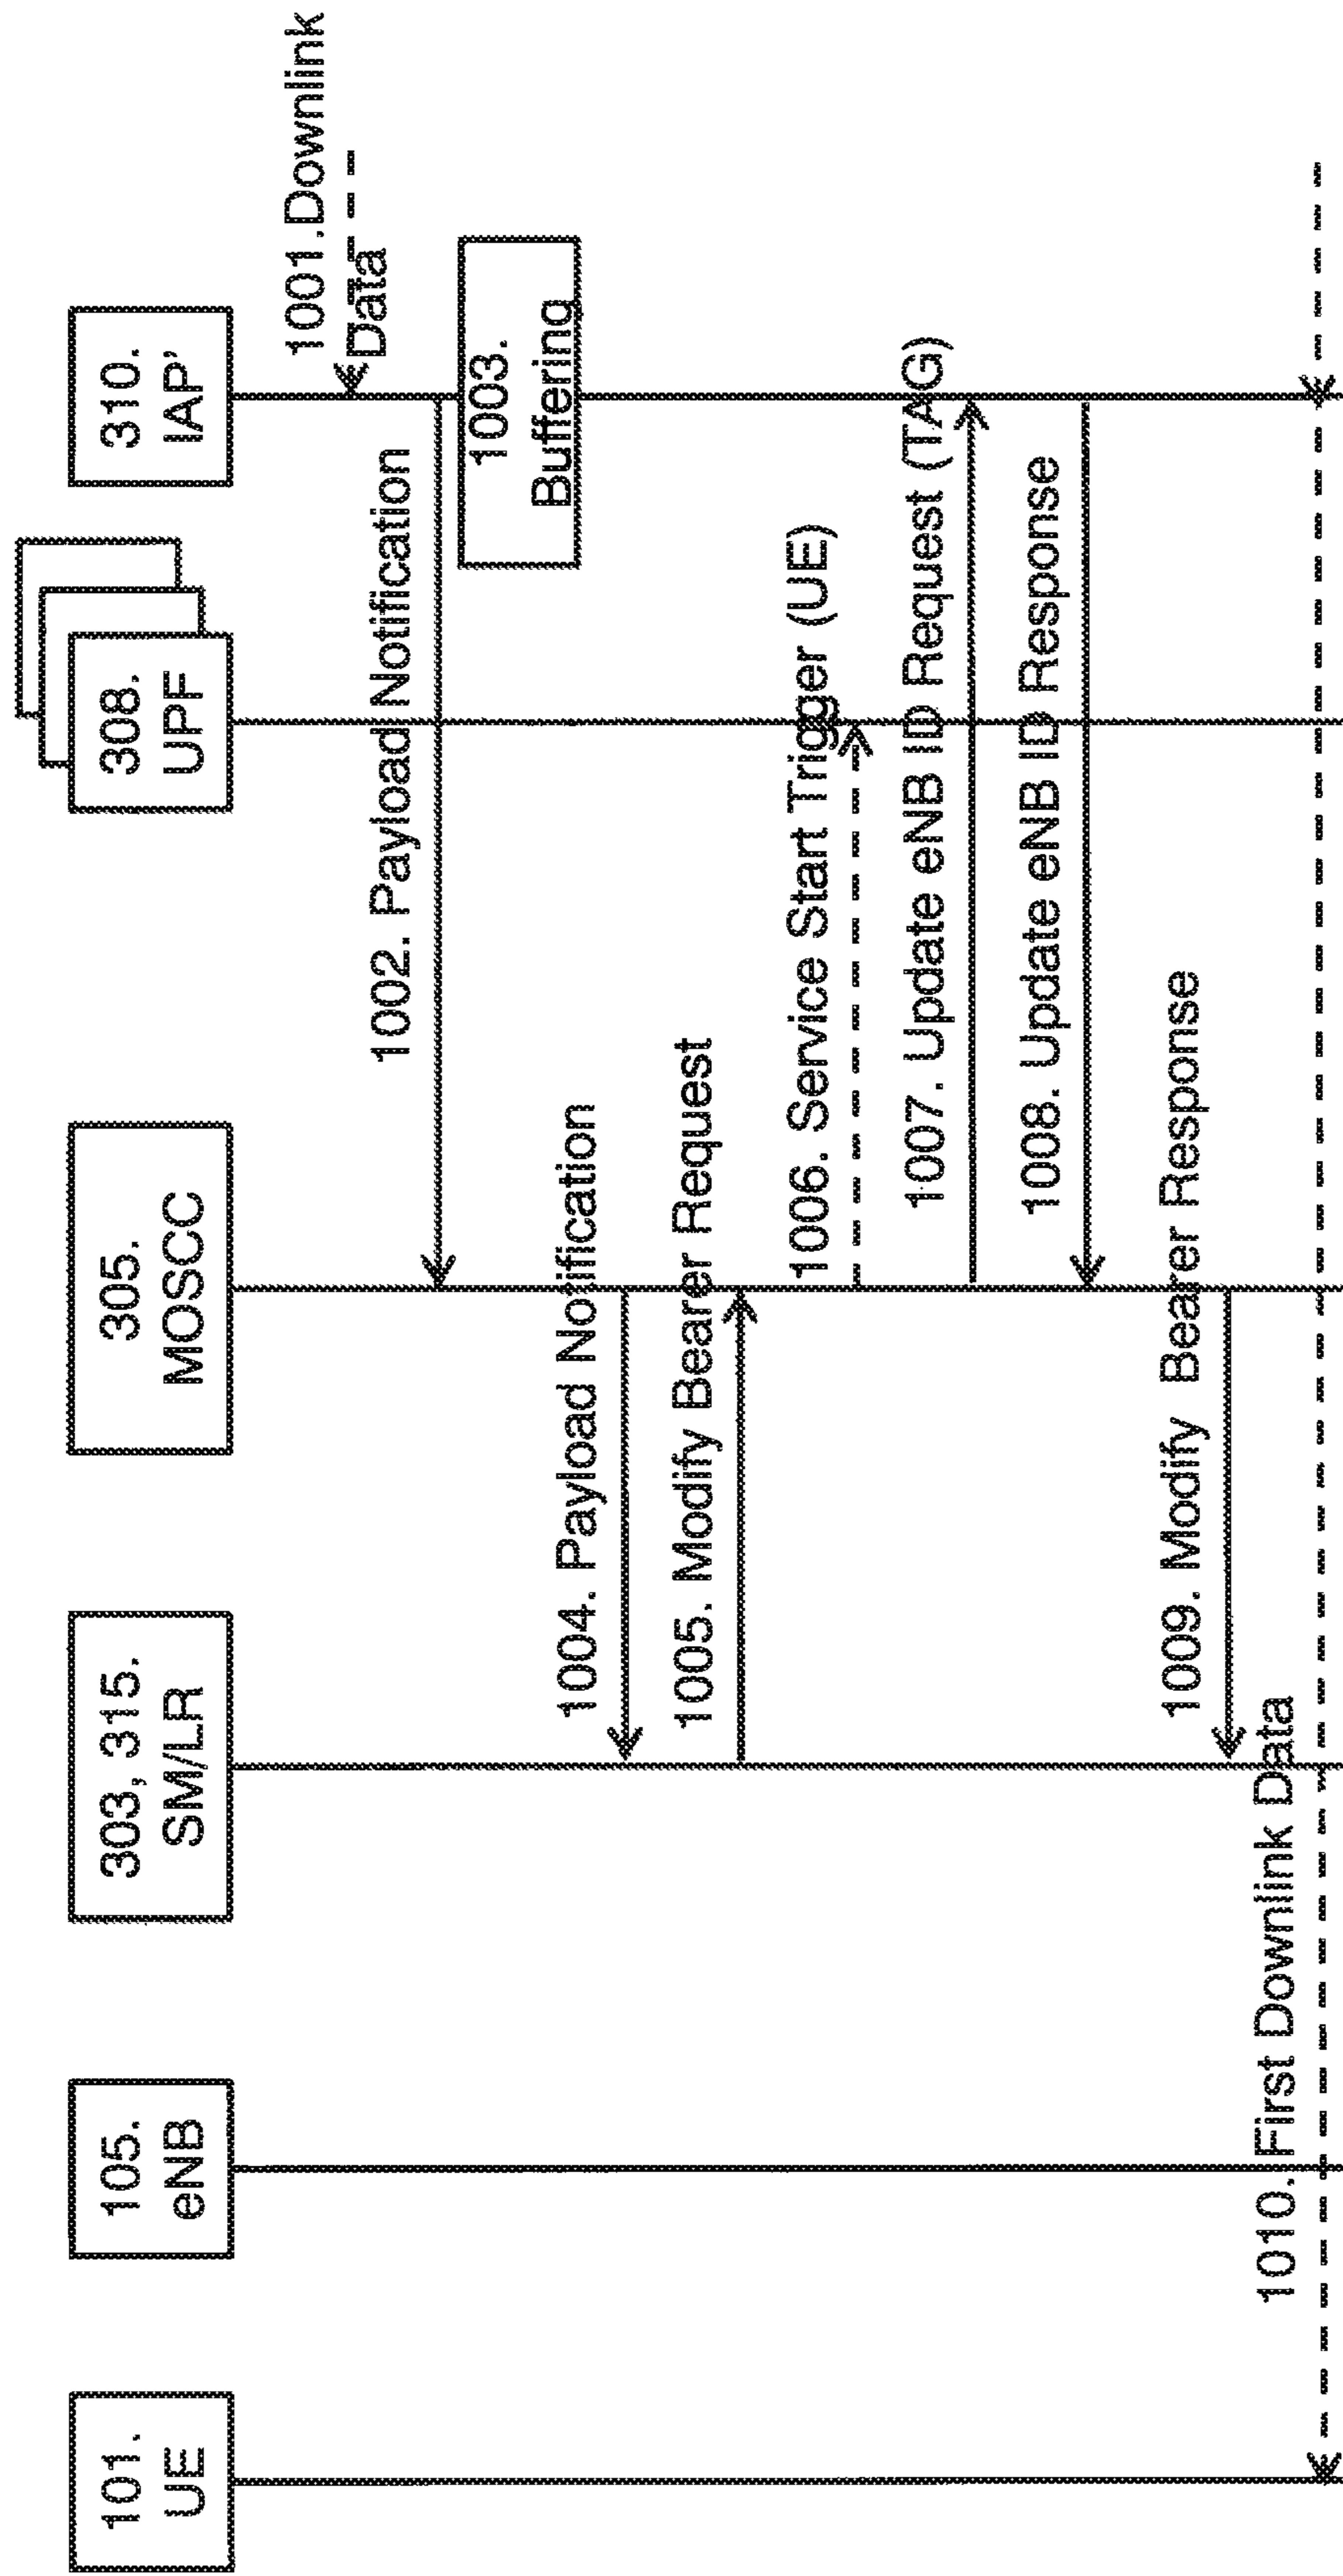 101.
UE
105.
eNB
303, 315.
SM/LR
305.
MOSCC
308.
UPF
310.
IAP'
1001.Downlink
Data
1002. Payload Notification
1003.
Buffering
1004. Payload Notification
1005. Modify Bearer Request
1006. Service Start Trigger (UE)
1007. Update eNB ID Request (TAG)
1008. Update eNB ID Response
1009. Modify Bearer Response
1010. First Downlink Data